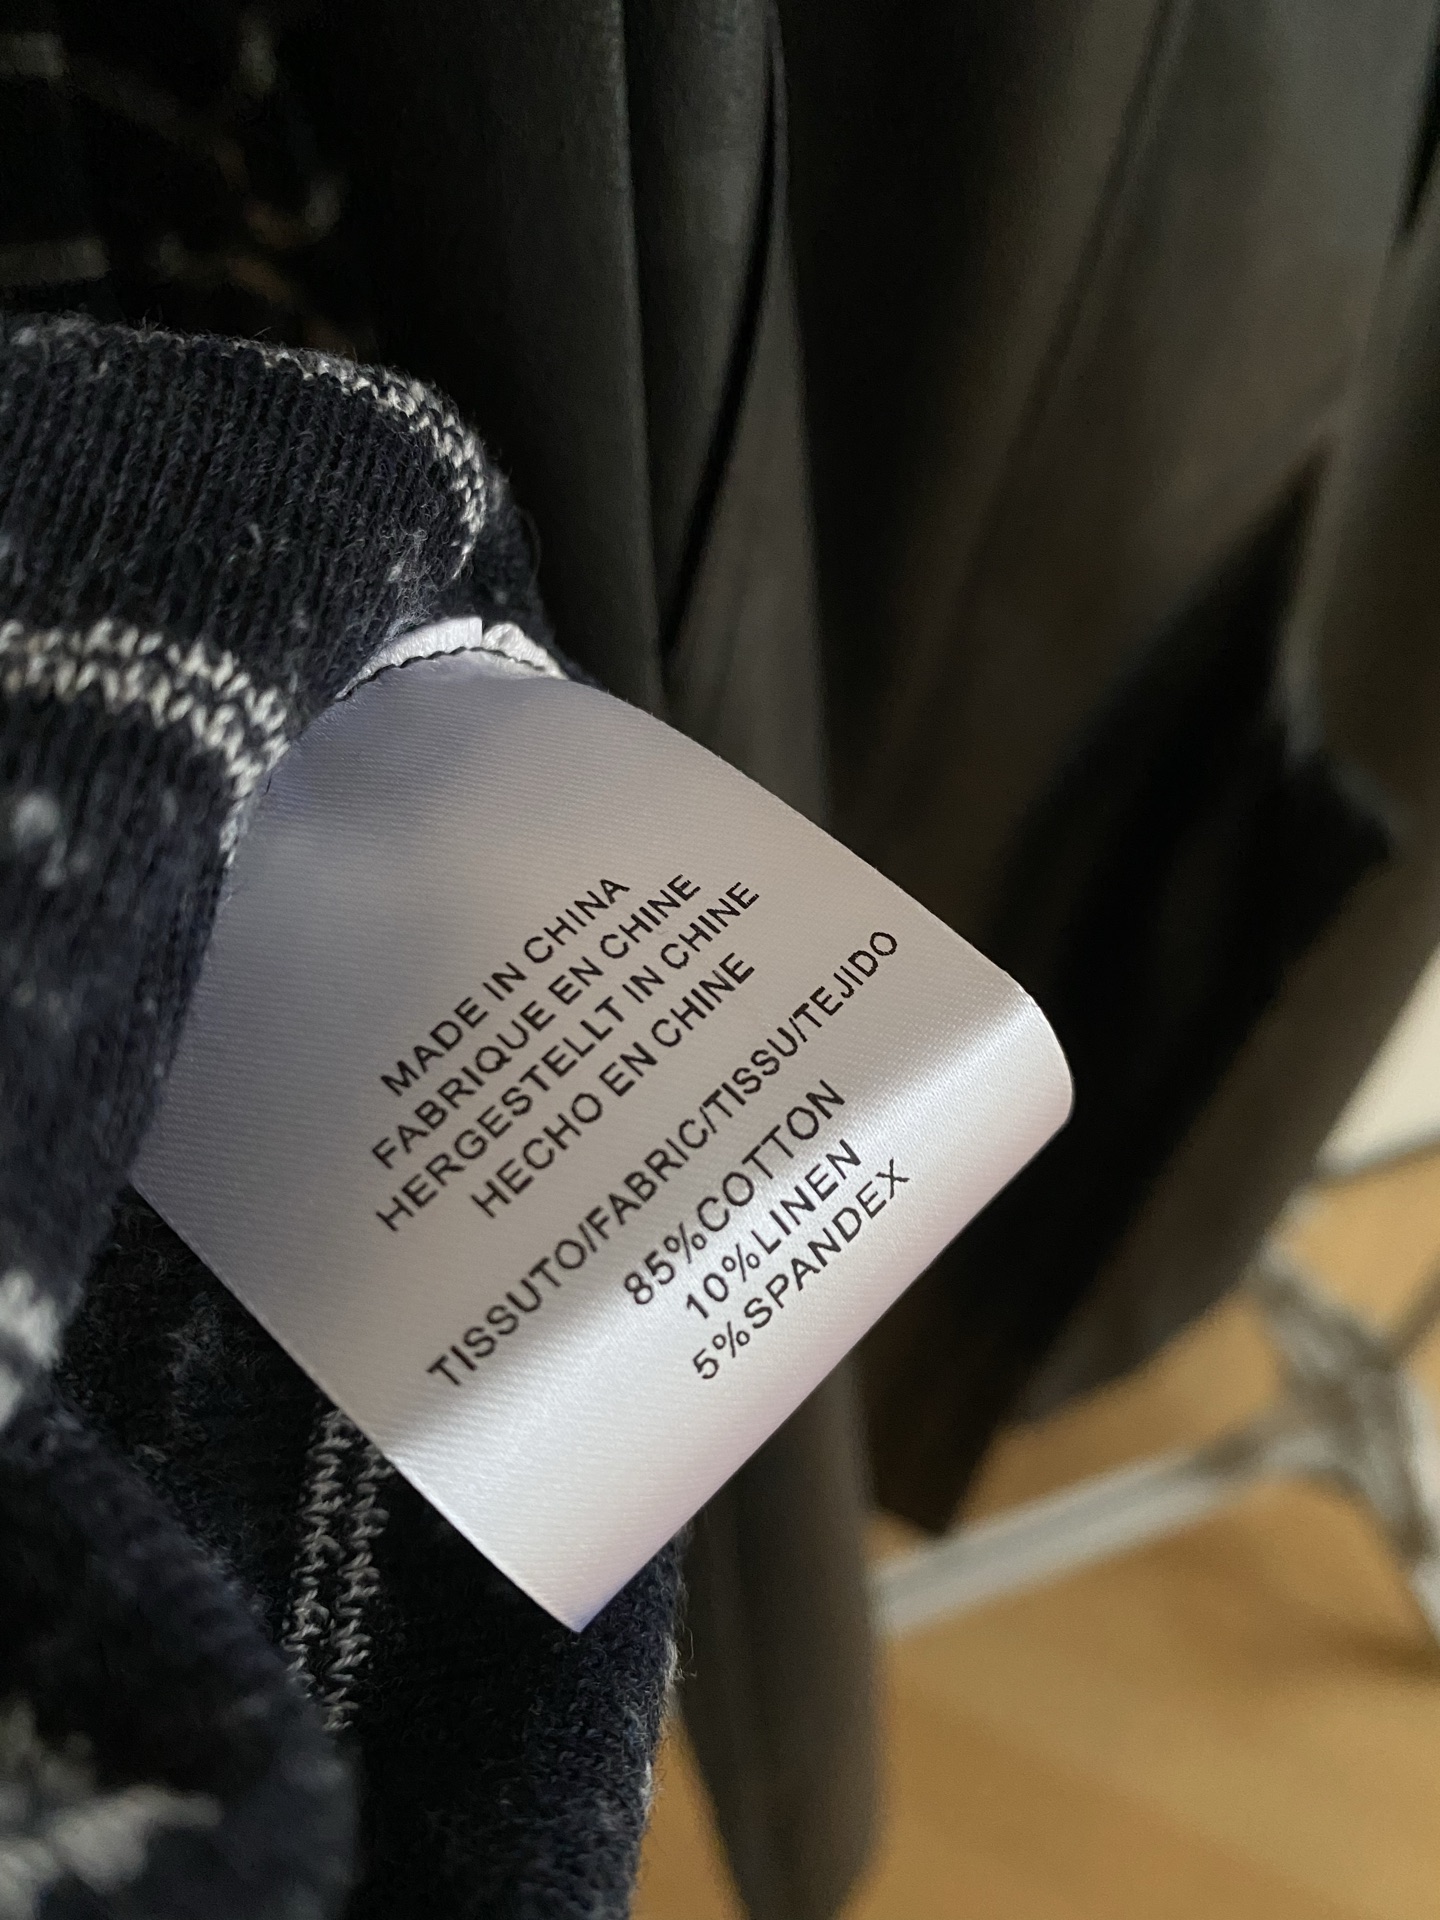 MADE IN CHINA
FABRIQUE EN CHINE
HERGESTELLT IN CHINE
HECHO EN CHINE
TISSUTO/FABRIC/TISSU/TEJIDO
85%COTTON
10%LINEN
5%SPANDEX